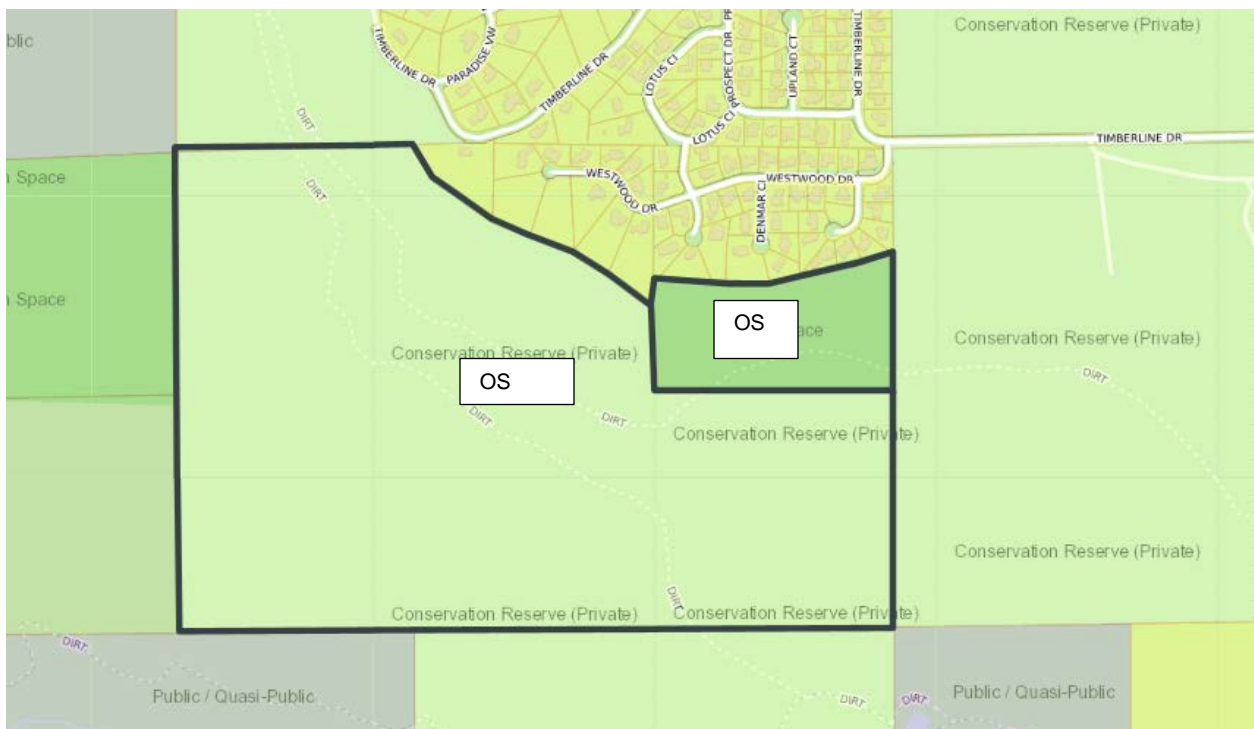 Conservation Reserve (Private)
blic
TIMBERLINE DR
PARADISE VW
TIMBERLINE DR
LOTUS CI
PROSPECT DR
PR
UPLAND CT
TIMBERLINE DR
LOTUS CI
TIMBERLINE DR
DIRT
DIRT
Space
WESTWOOD DR
WESTWOOD DR
DENMAR CI
Space
OS
ace
Conservation Reserve (Private)
Conservation Reserve (Private)
OS
DIRT
DIRT
DIRT
Conservation Reserve (Private)
Conservation Reserve (Private)
DIRT
Conservation Reserve (Private)
Conservation Reserve (Private)
DIRT
Public / Quasi-Public
DIRT
DIRT
Public / Quasi-Public